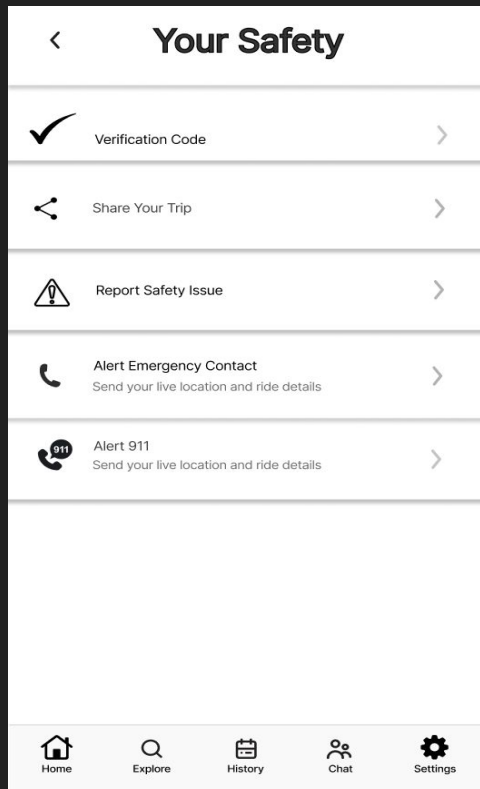 Your Safety
Verification Code
Share Your Trip
Report Safety Issue
Alert Emergency Contact
Send your live location and ride details
911
Alert 911
Send your live location and ride details
Home
Explore
History
Chat
Settings